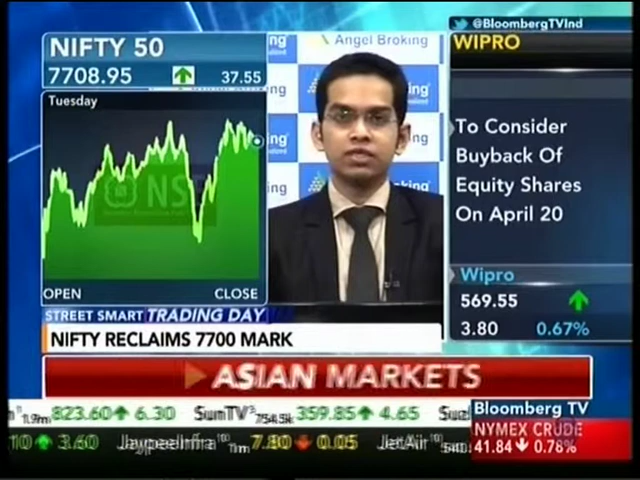 @BloombergTVInd
NIFTY 50
7708.95 37.55
Tuesday
NSE
OPEN CLOSE
Angel Broking
WIPRO
To Consider
Buyback Of
Equity Shares
On April 20
Wipro
569.55
3.80 0.67%
STREET SMART TRADING DAY
NIFTY RECLAIMS 7700 MARK
ASIAN MARKETS
823.60 6.30 SunTV 359.85 4.65
3.60 JaypeeInfra 7.80 0.05 JetAir
Bloomberg TV
NYMEX CRUDE
41.84 0.78%